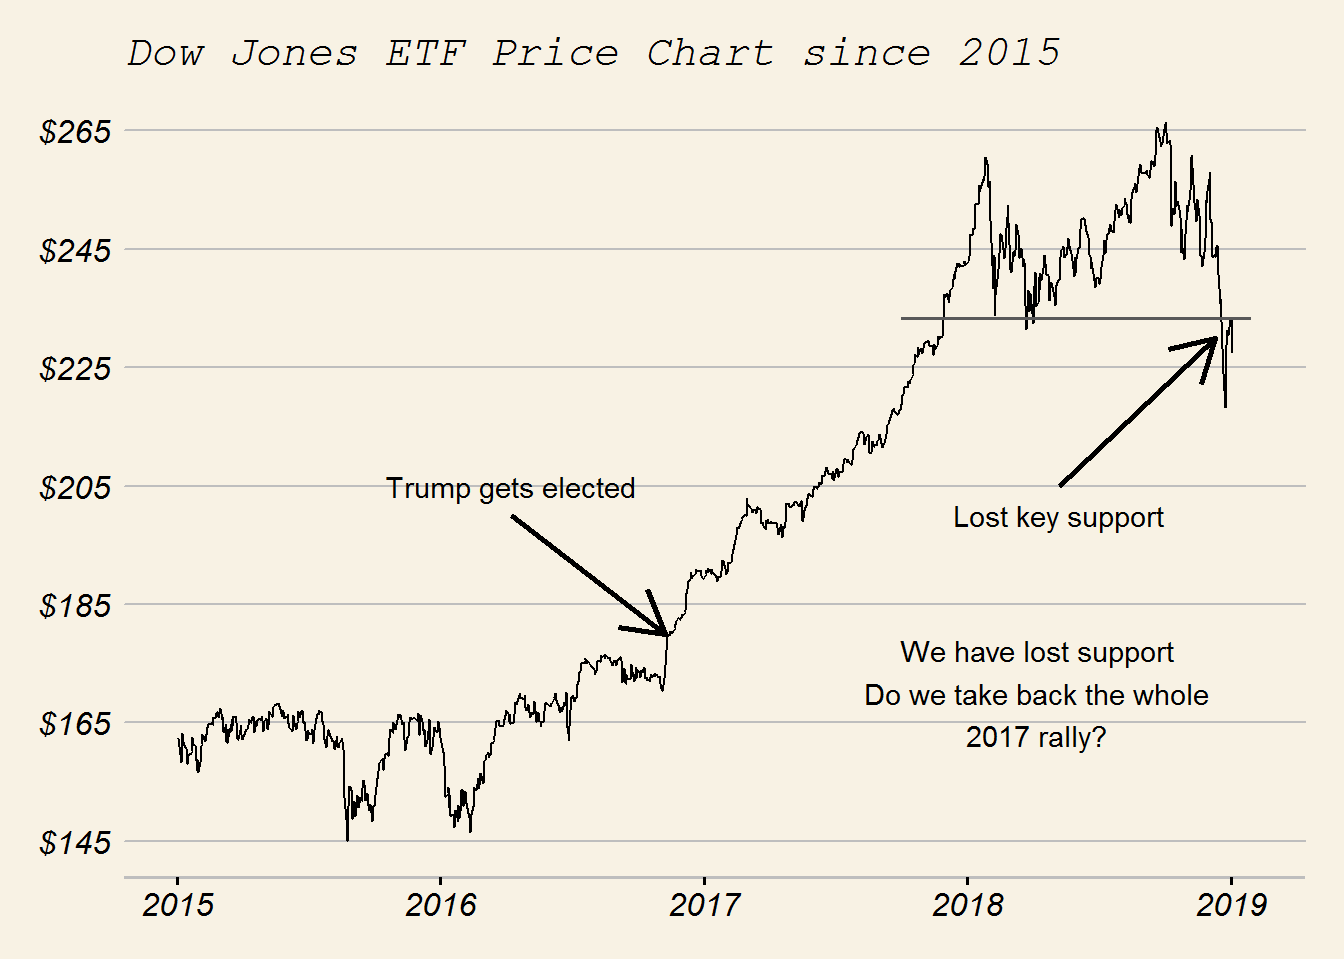 Dow Jones ETF Price Chart since 2015
$265
$245
$225
$205
$185
$165
$145
Trump gets elected
Lost key support
We have lost support
Do we take back the whole
2017 rally?
2015
2016
2017
2018
2019